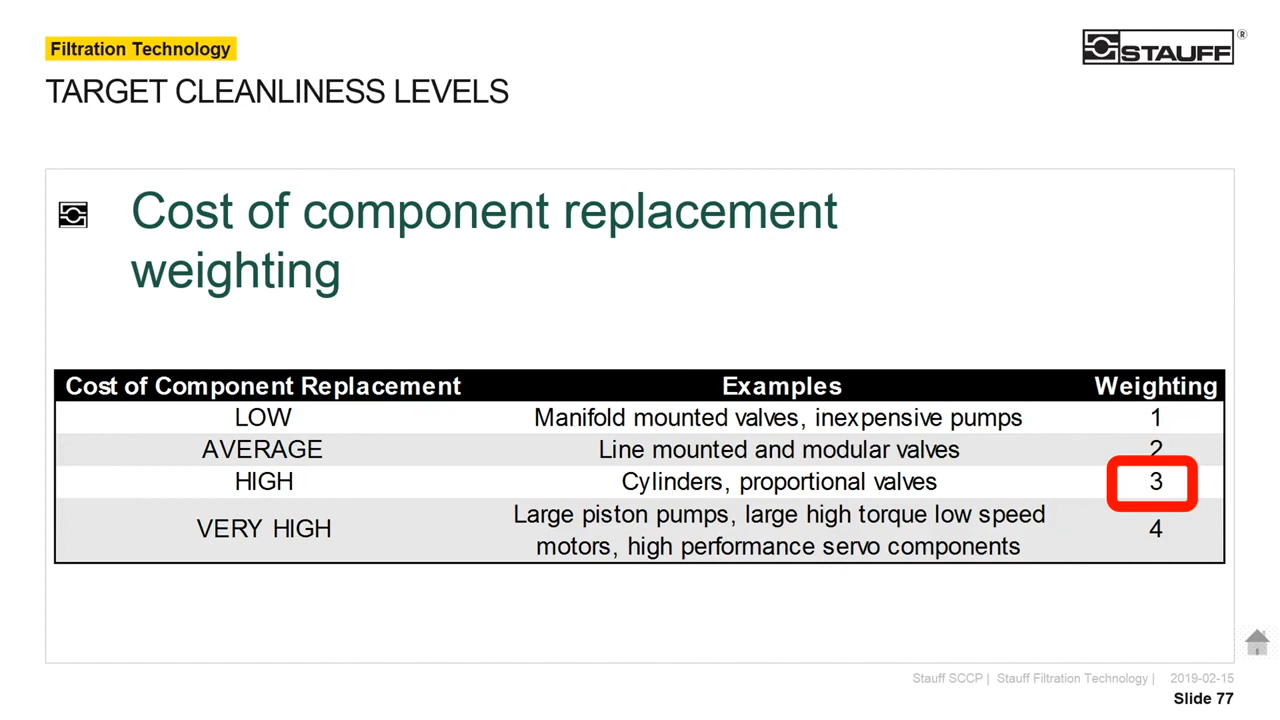 Filtration Technology
STAUFF®
TARGET CLEANLINESS LEVELS
Cost of component replacement
weighting
Cost of Component Replacement Examples Weighting
LOW Manifold mounted valves, inexpensive pumps 1
AVERAGE Line mounted and modular valves 2
HIGH Cylinders, proportional valves 3
VERY HIGH Large piston pumps, large high torque low speed
motors, high performance servo components 4
Stauff SCCP | Stauff Filtration Technology | 2019-02-15
Slide 77